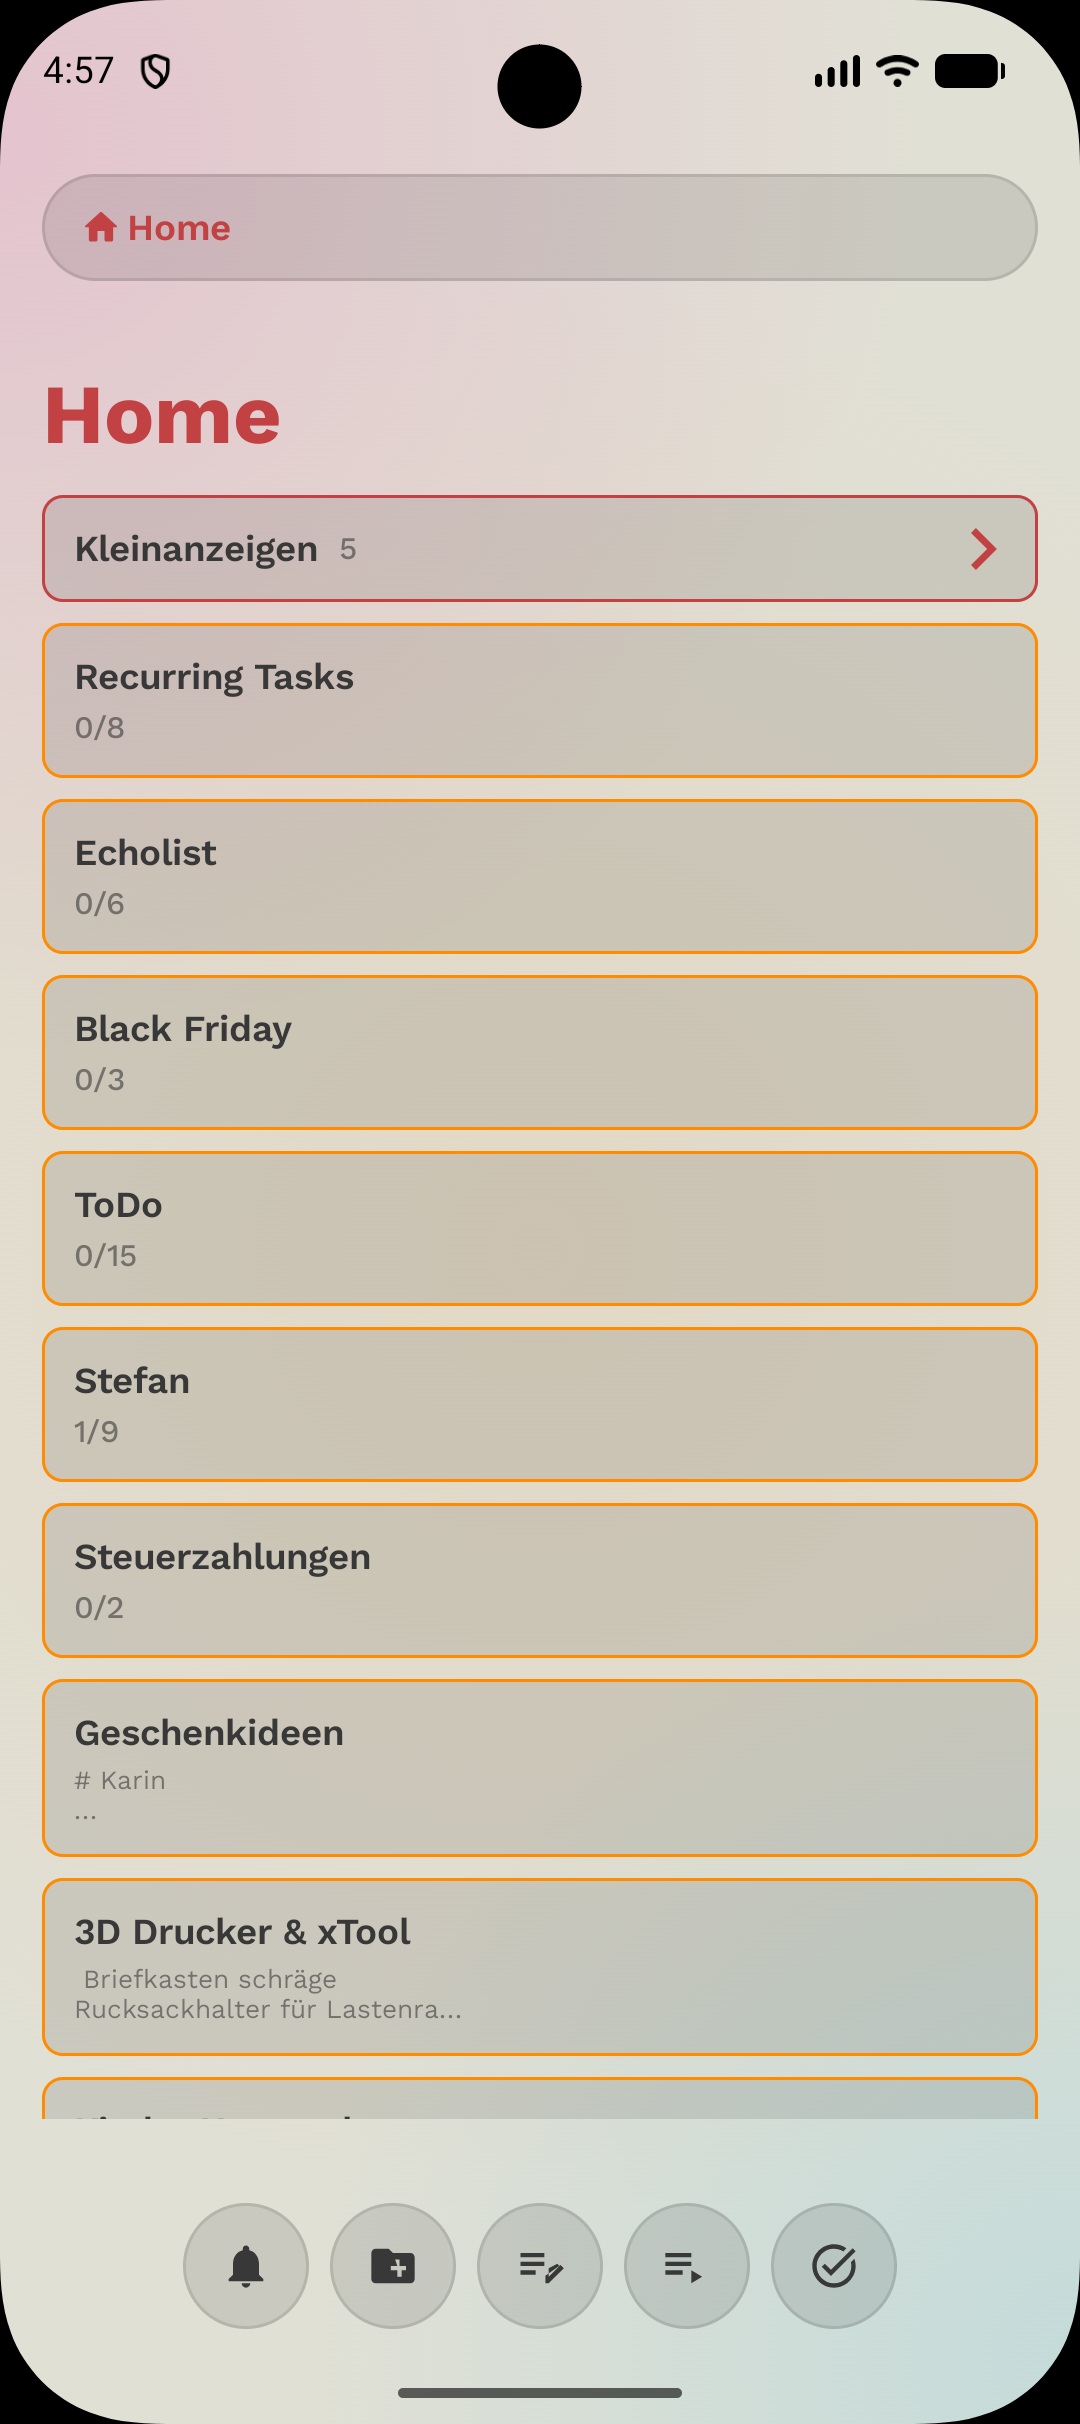 4:57
Home
Home
Kleinanzeigen 5
Recurring Tasks
0/8
Echolist
0/6
Black Friday
0/3
ToDo
0/15
Stefan
1/9
Steuerzahlungen
0/2
Geschenkideen
# Karin
...
3D Drucker & xTool
Briefkasten schräge
Rucksackhalter für Lastenra...